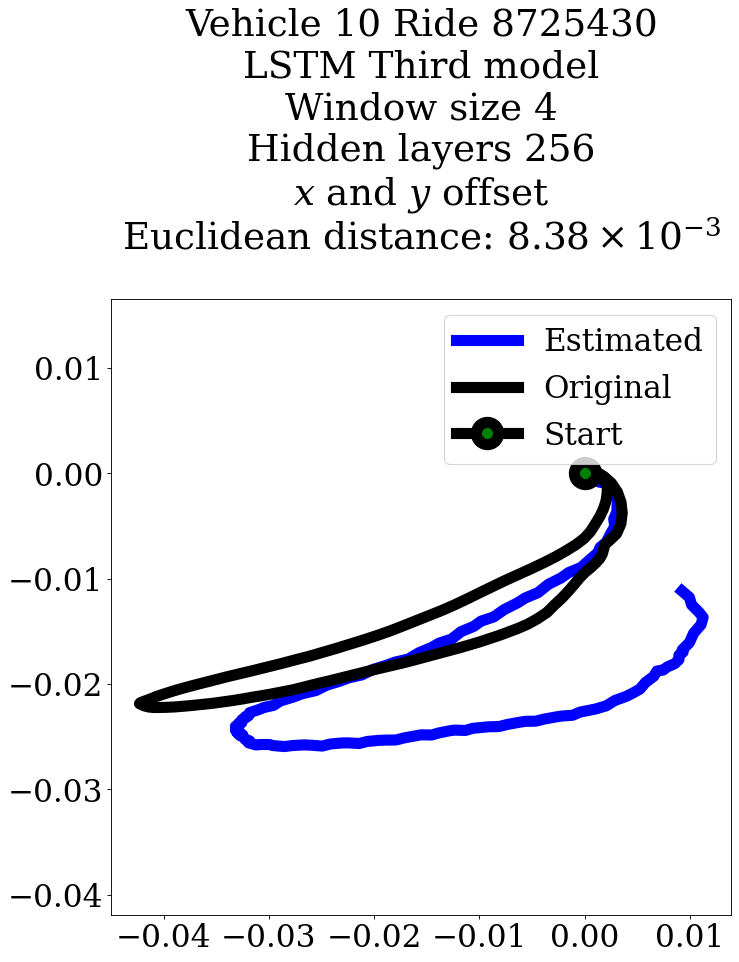 Vehicle 10 Ride 8725430
LSTM Third model
Window size 4
Hidden layers 256
x and y offset
Euclidean distance: 8.38 × 10⁻³
Estimated
Original
Start
0.01
0.00
−0.01
−0.02
−0.03
−0.04
−0.04 −0.03 −0.02 −0.01 0.00 0.01